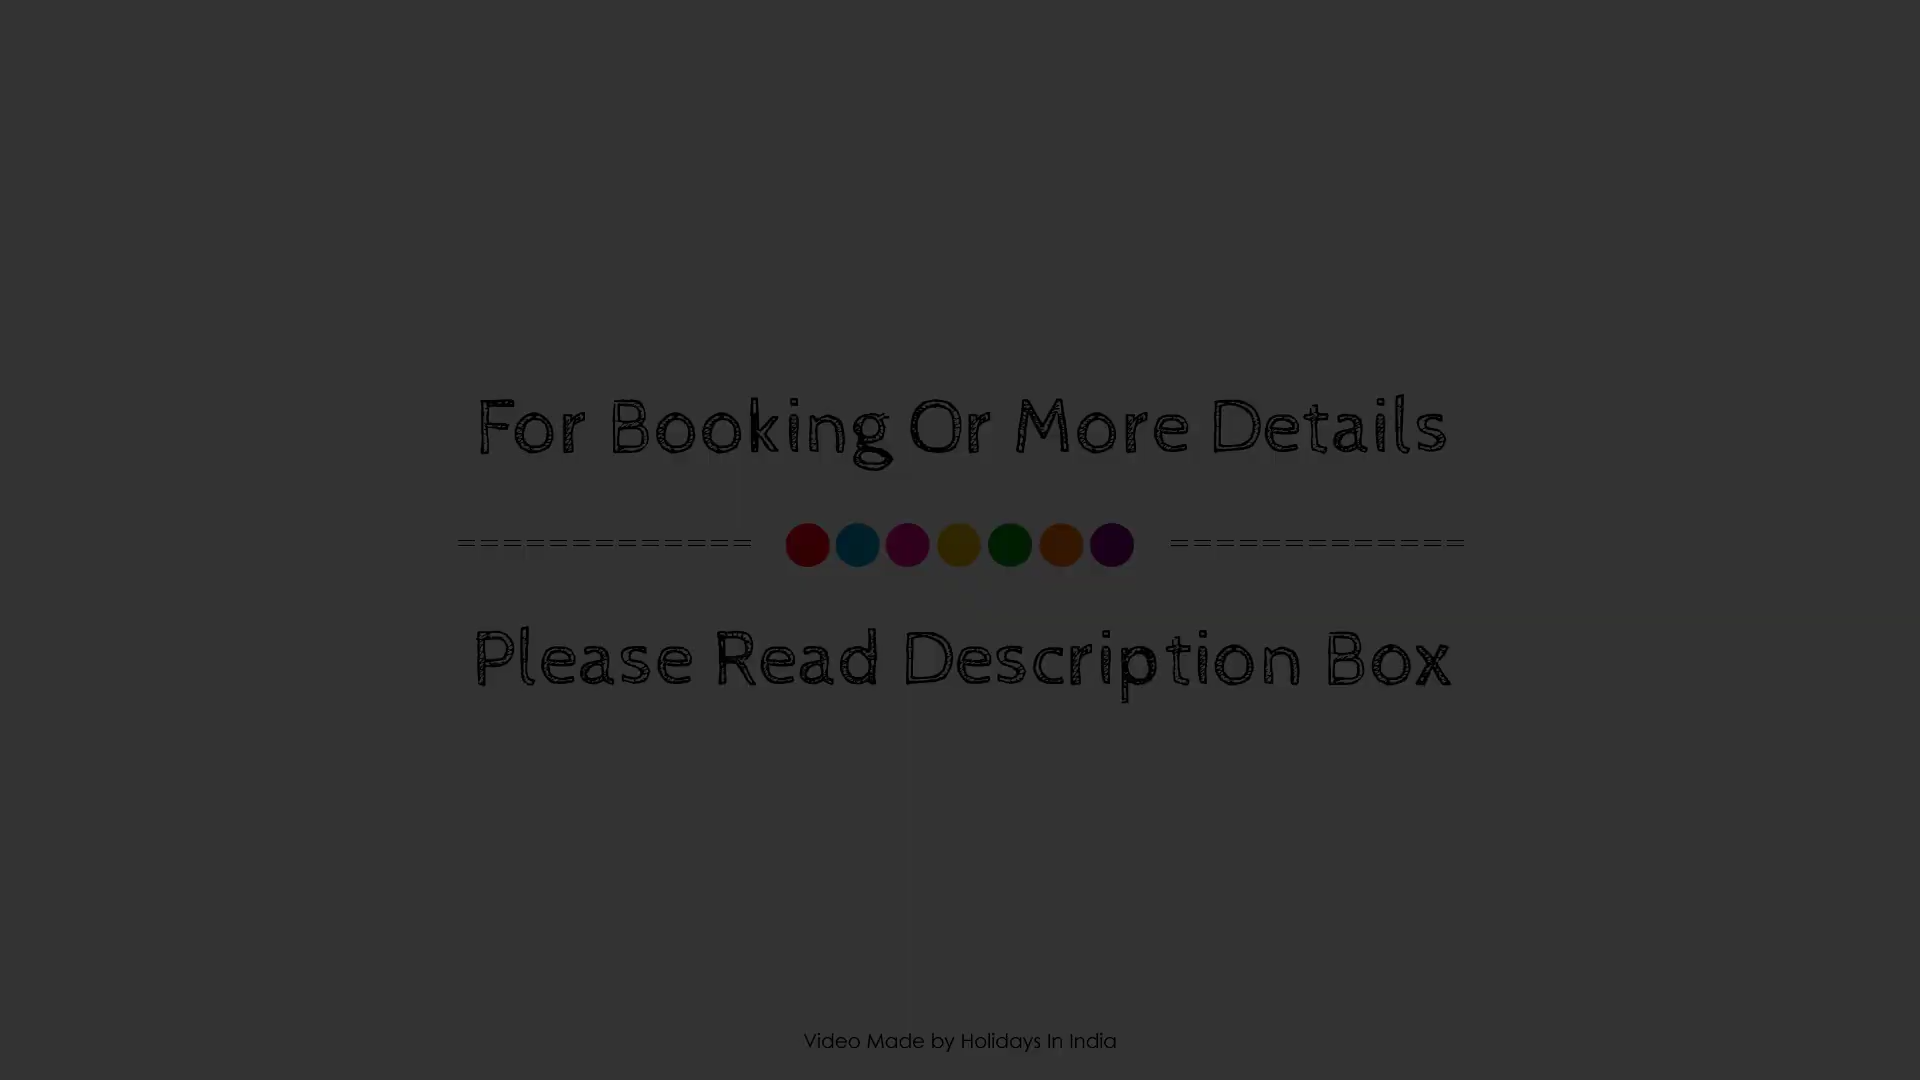 For Booking Or More Details
============= =============
Please Read Description Box
Video Made by Holidays In India